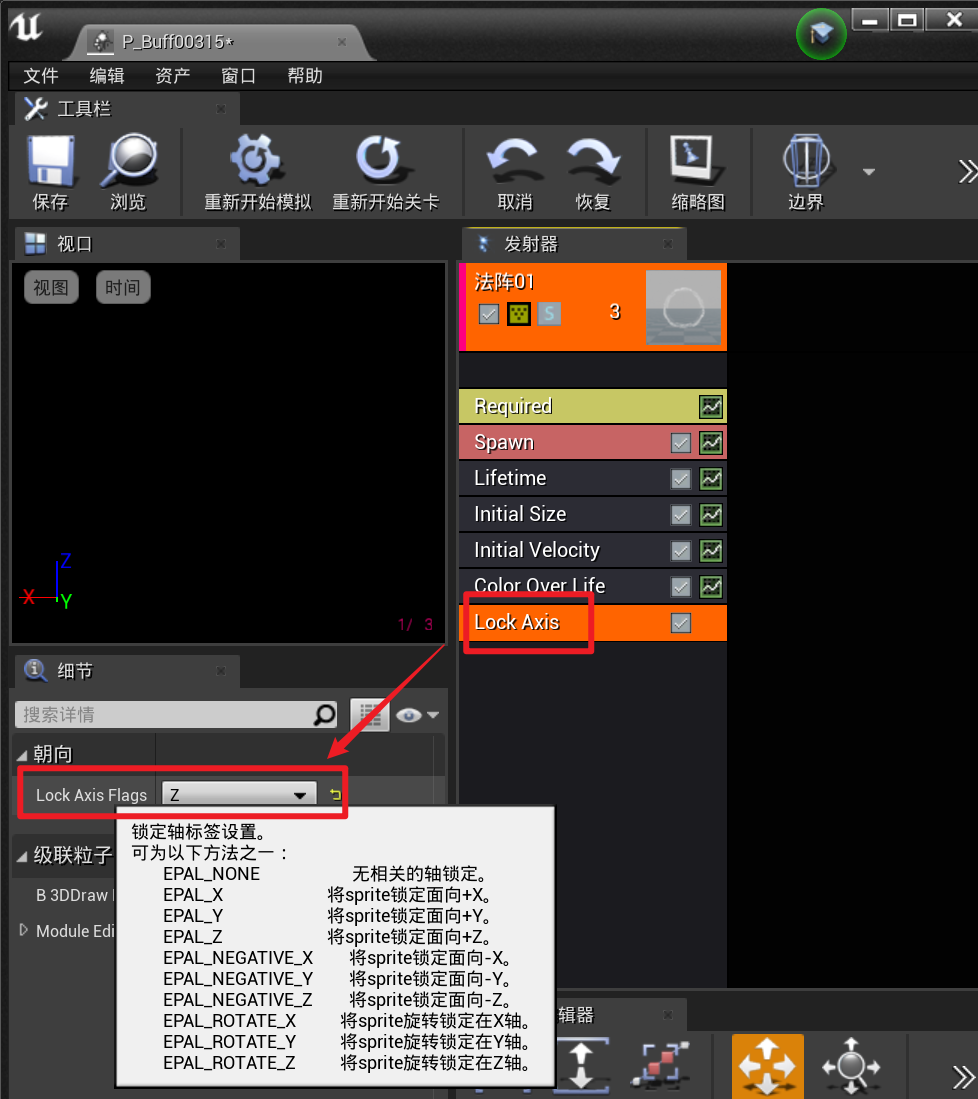 P_Buff00315*
文件 编辑 资产 窗口 帮助
工具栏
保存 浏览 重新开始模拟 重新开始关卡 取消 恢复 缩略图 边界
视口
视图 时间
Z
X
Y
1/ 3
发射器
法阵01
S
3
Required
Spawn
Lifetime
Initial Size
Initial Velocity
Color Over Life
Lock Axis
细节
搜索详情
朝向
Lock Axis Flags Z
级联粒子
B 3DDraw
Module Edi
锁定轴标签设置。
可为以下方法之一：
EPAL_NONE 无相关的轴锁定。
EPAL_X 将sprite锁定面向+X。
EPAL_Y 将sprite锁定面向+Y。
EPAL_Z 将sprite锁定面向+Z。
EPAL_NEGATIVE_X 将sprite锁定面向-X。
EPAL_NEGATIVE_Y 将sprite锁定面向-Y。
EPAL_NEGATIVE_Z 将sprite锁定面向-Z。
EPAL_ROTATE_X 将sprite旋转锁定在X轴。
EPAL_ROTATE_Y 将sprite旋转锁定在Y轴。
EPAL_ROTATE_Z 将sprite旋转锁定在Z轴。
辑器